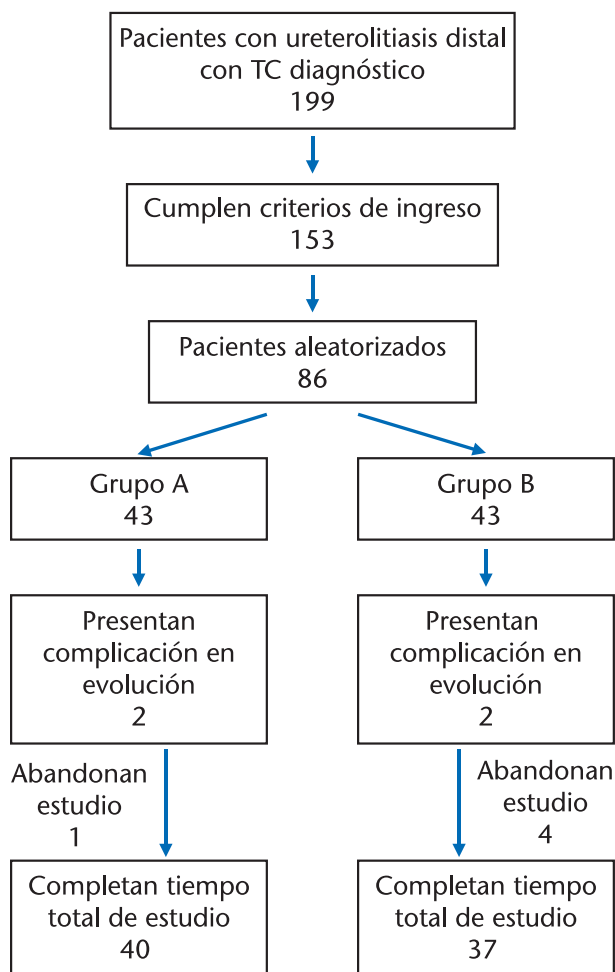 Pacientes con ureterolitiasis distal
con TC diagnóstico
199
Cumplen criterios de ingreso
153
Pacientes aleatorizados
86
Grupo A
43
Grupo B
43
Presentan
complicación en
evolución
2
Presentan
complicación en
evolución
2
Abandonan
estudio
1
Abandonan
estudio
4
Completan tiempo
total de estudio
40
Completan tiempo
total de estudio
37